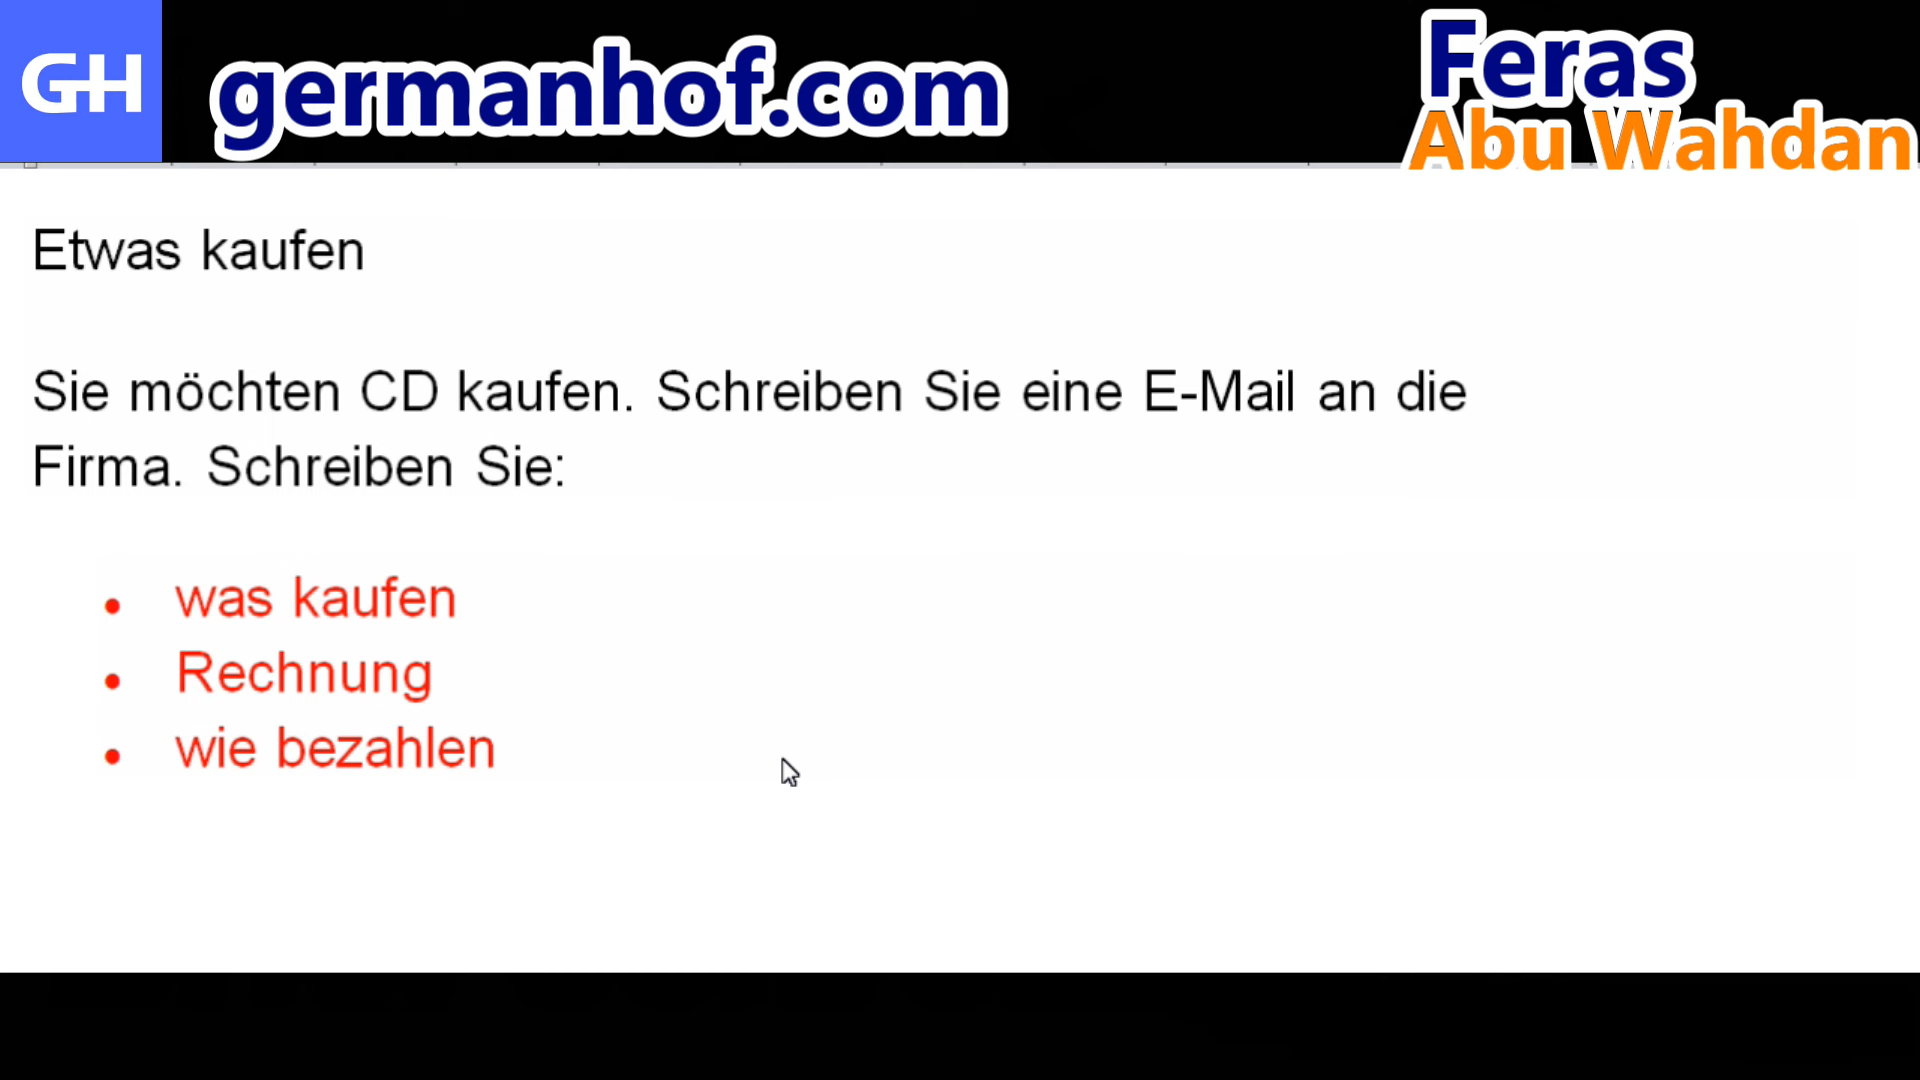 GH
germanhof.com
Feras
Abu Wahdan
Etwas kaufen
Sie möchten CD kaufen. Schreiben Sie eine E-Mail an die
Firma. Schreiben Sie:
• was kaufen
• Rechnung
• wie bezahlen